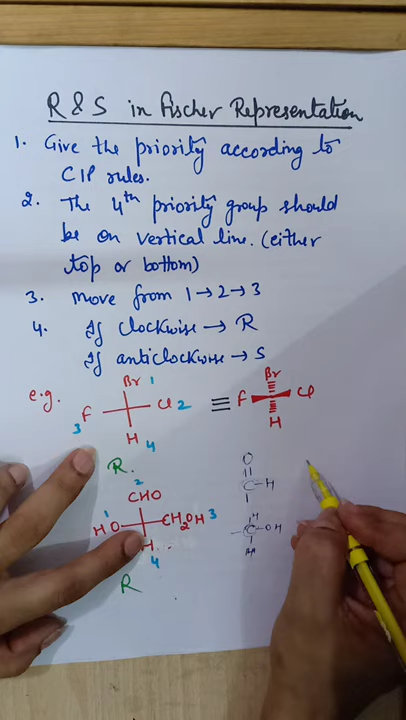 R & S in Fischer Representation
1. Give the priority according to
CIP rules.
2. The 4th priority group should
be on vertical line. (either
top or bottom)
3. move from 1→2→3
4. If clockwise → R
If anticlockwise → S
e.g. Br 1 Br
F Cl 2 ≡ F Cl
3 H 4 H
R
2
CHO
1 HO CH2OH 3
H
4
R
O
C-H
H
-C-OH
H